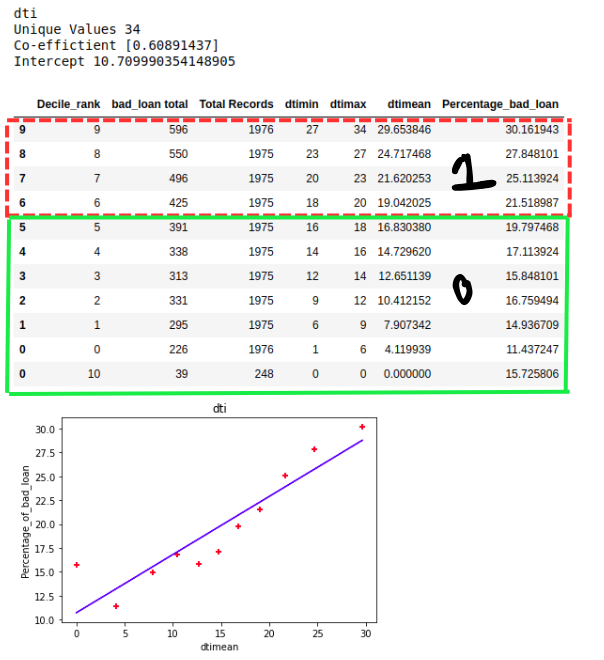 dti
Unique Values 34
Co-effictient [0.60891437]
Intercept 10.709990354148905
Decile_rank bad_loan total Total Records dtimin dtimax dtimean Percentage_bad_loan
9 9 596 1976 27 34 29.653846 30.161943
8 8 550 1975 23 27 24.717468 27.848101
7 7 496 1975 20 23 21.620253 25.113924
1
6 6 425 1975 18 20 19.042025 21.518987
5 5 391 1975 16 18 16.830380 19.797468
4 4 338 1975 14 16 14.729620 17.113924
3 3 313 1975 12 14 12.651139 15.848101
0
2 2 331 1975 9 12 10.412152 16.759494
1 1 295 1975 6 9 7.907342 14.936709
0 0 226 1976 1 6 4.119939 11.437247
0 10 39 248 0 0 0.000000 15.725806
dti
Percentage_of_bad_loan
30.0
27.5
25.0
22.5
20.0
17.5
15.0
12.5
10.0
0 5 10 15 20 25 30
dtimean